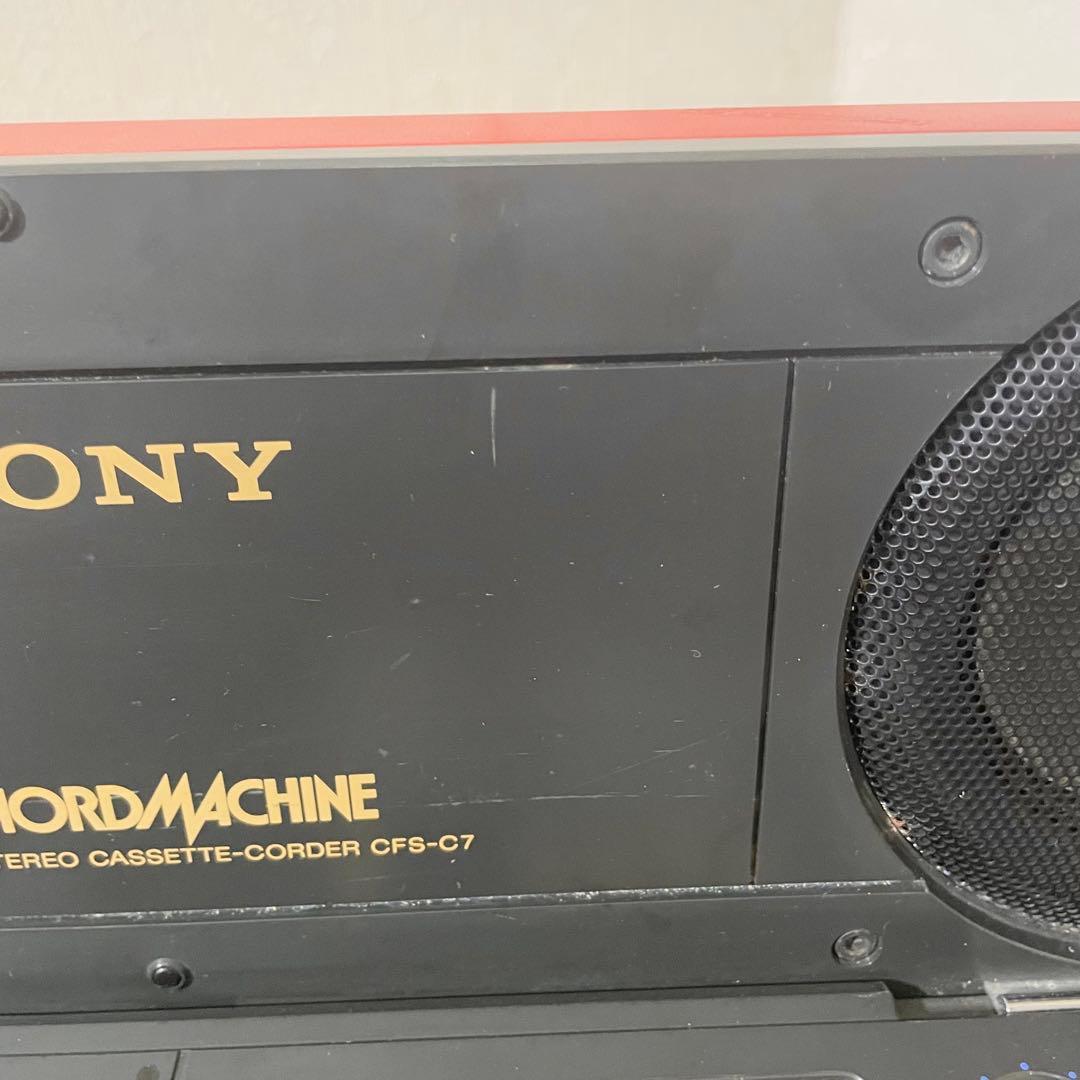 ONY
HORDMACHINE
TEREO CASSETTE-CORDER CFS-C7